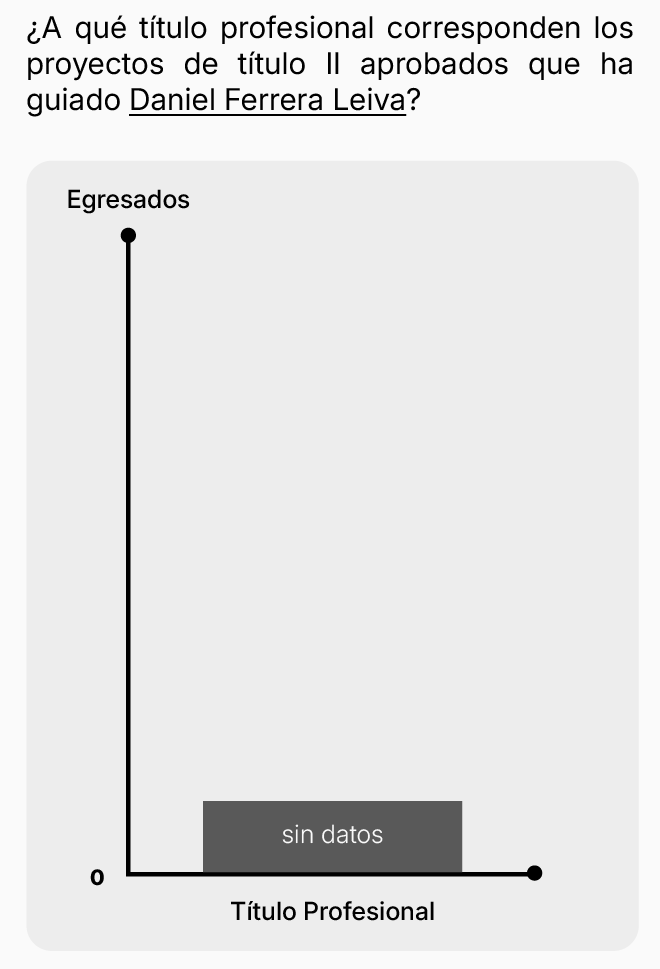 ¿A qué título profesional corresponden los
proyectos de título II aprobados que ha
guiado Daniel Ferrera Leiva?
Egresados
sin datos
0
Título Profesional